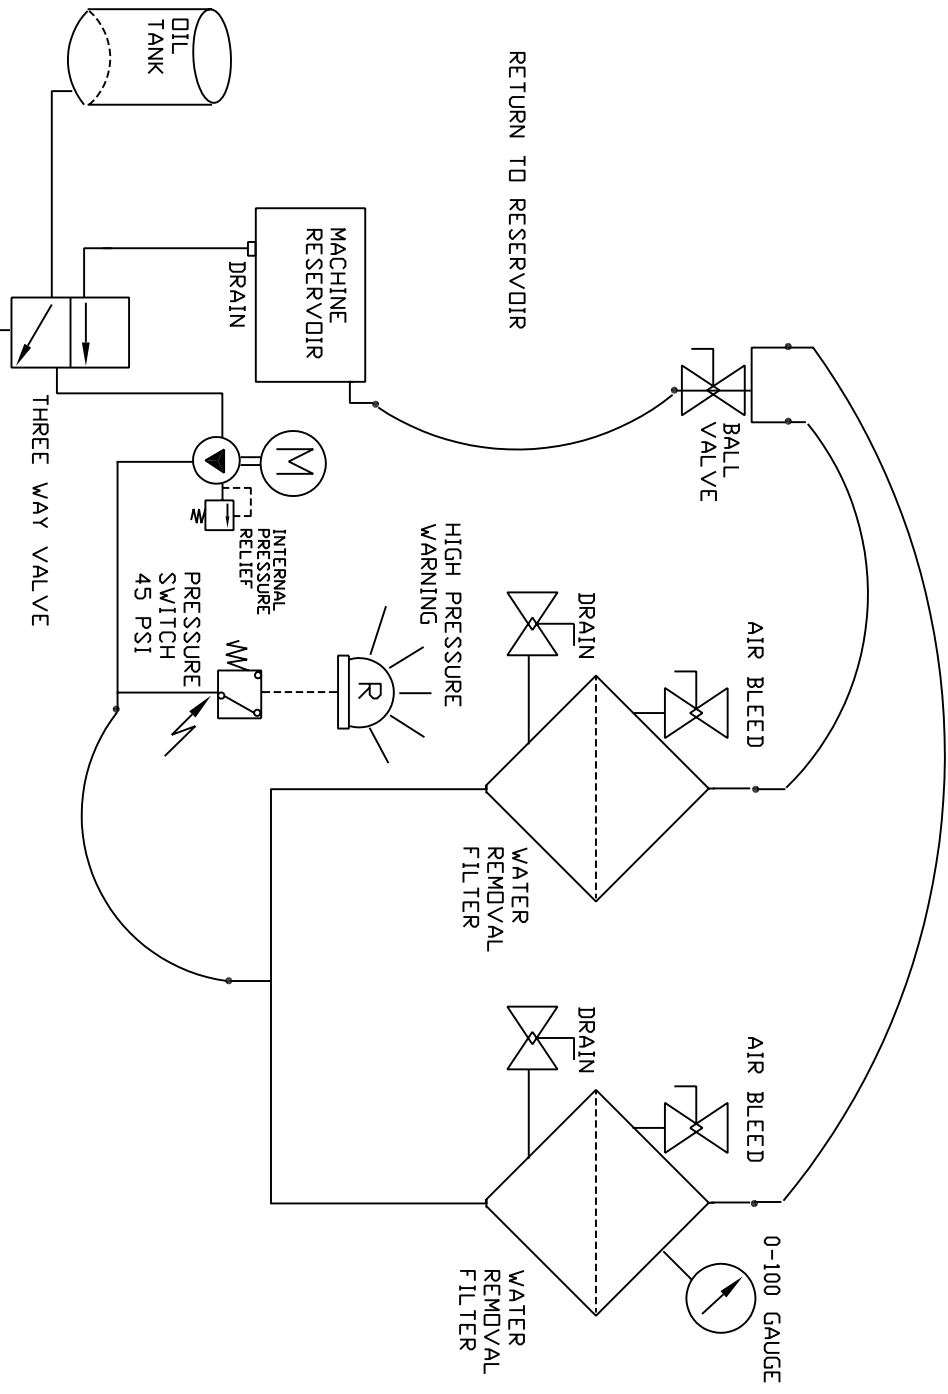 OIL
TANK
RETURN TO RESERVOIR
MACHINE
RESERVOIR
DRAIN
BALL
VALVE
THREE WAY VALVE
M
INTERNAL
PRESSURE
RELIEF
HIGH PRESSURE
WARNING
R
PRESSURE
SWITCH
45 PSI
DRAIN
AIR BLEED
WATER
REMOVAL
FILTER
DRAIN
AIR BLEED
0-100 GAUGE
WATER
REMOVAL
FILTER